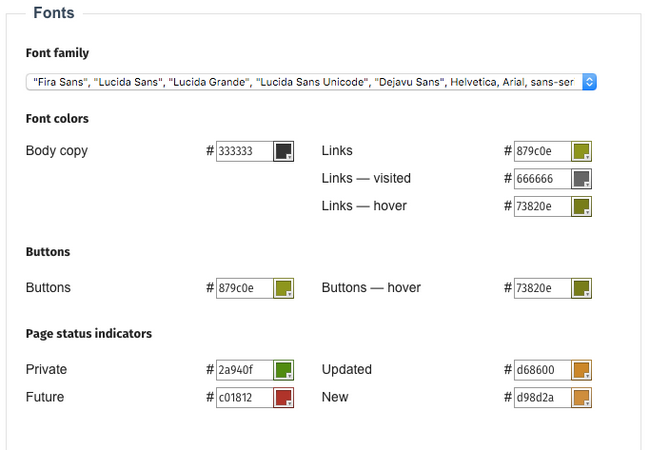 Fonts
Font family
"Fira Sans", "Lucida Sans", "Lucida Grande", "Lucida Sans Unicode", "Dejavu Sans", Helvetica, Arial, sans-ser
Font colors
Body copy # 333333 Links # 879c0e
Links — visited # 666666
Links — hover # 73820e
Buttons
Buttons # 879c0e Buttons — hover # 73820e
Page status indicators
Private # 2a940f Updated # d68600
Future # c01812 New # d98d2a